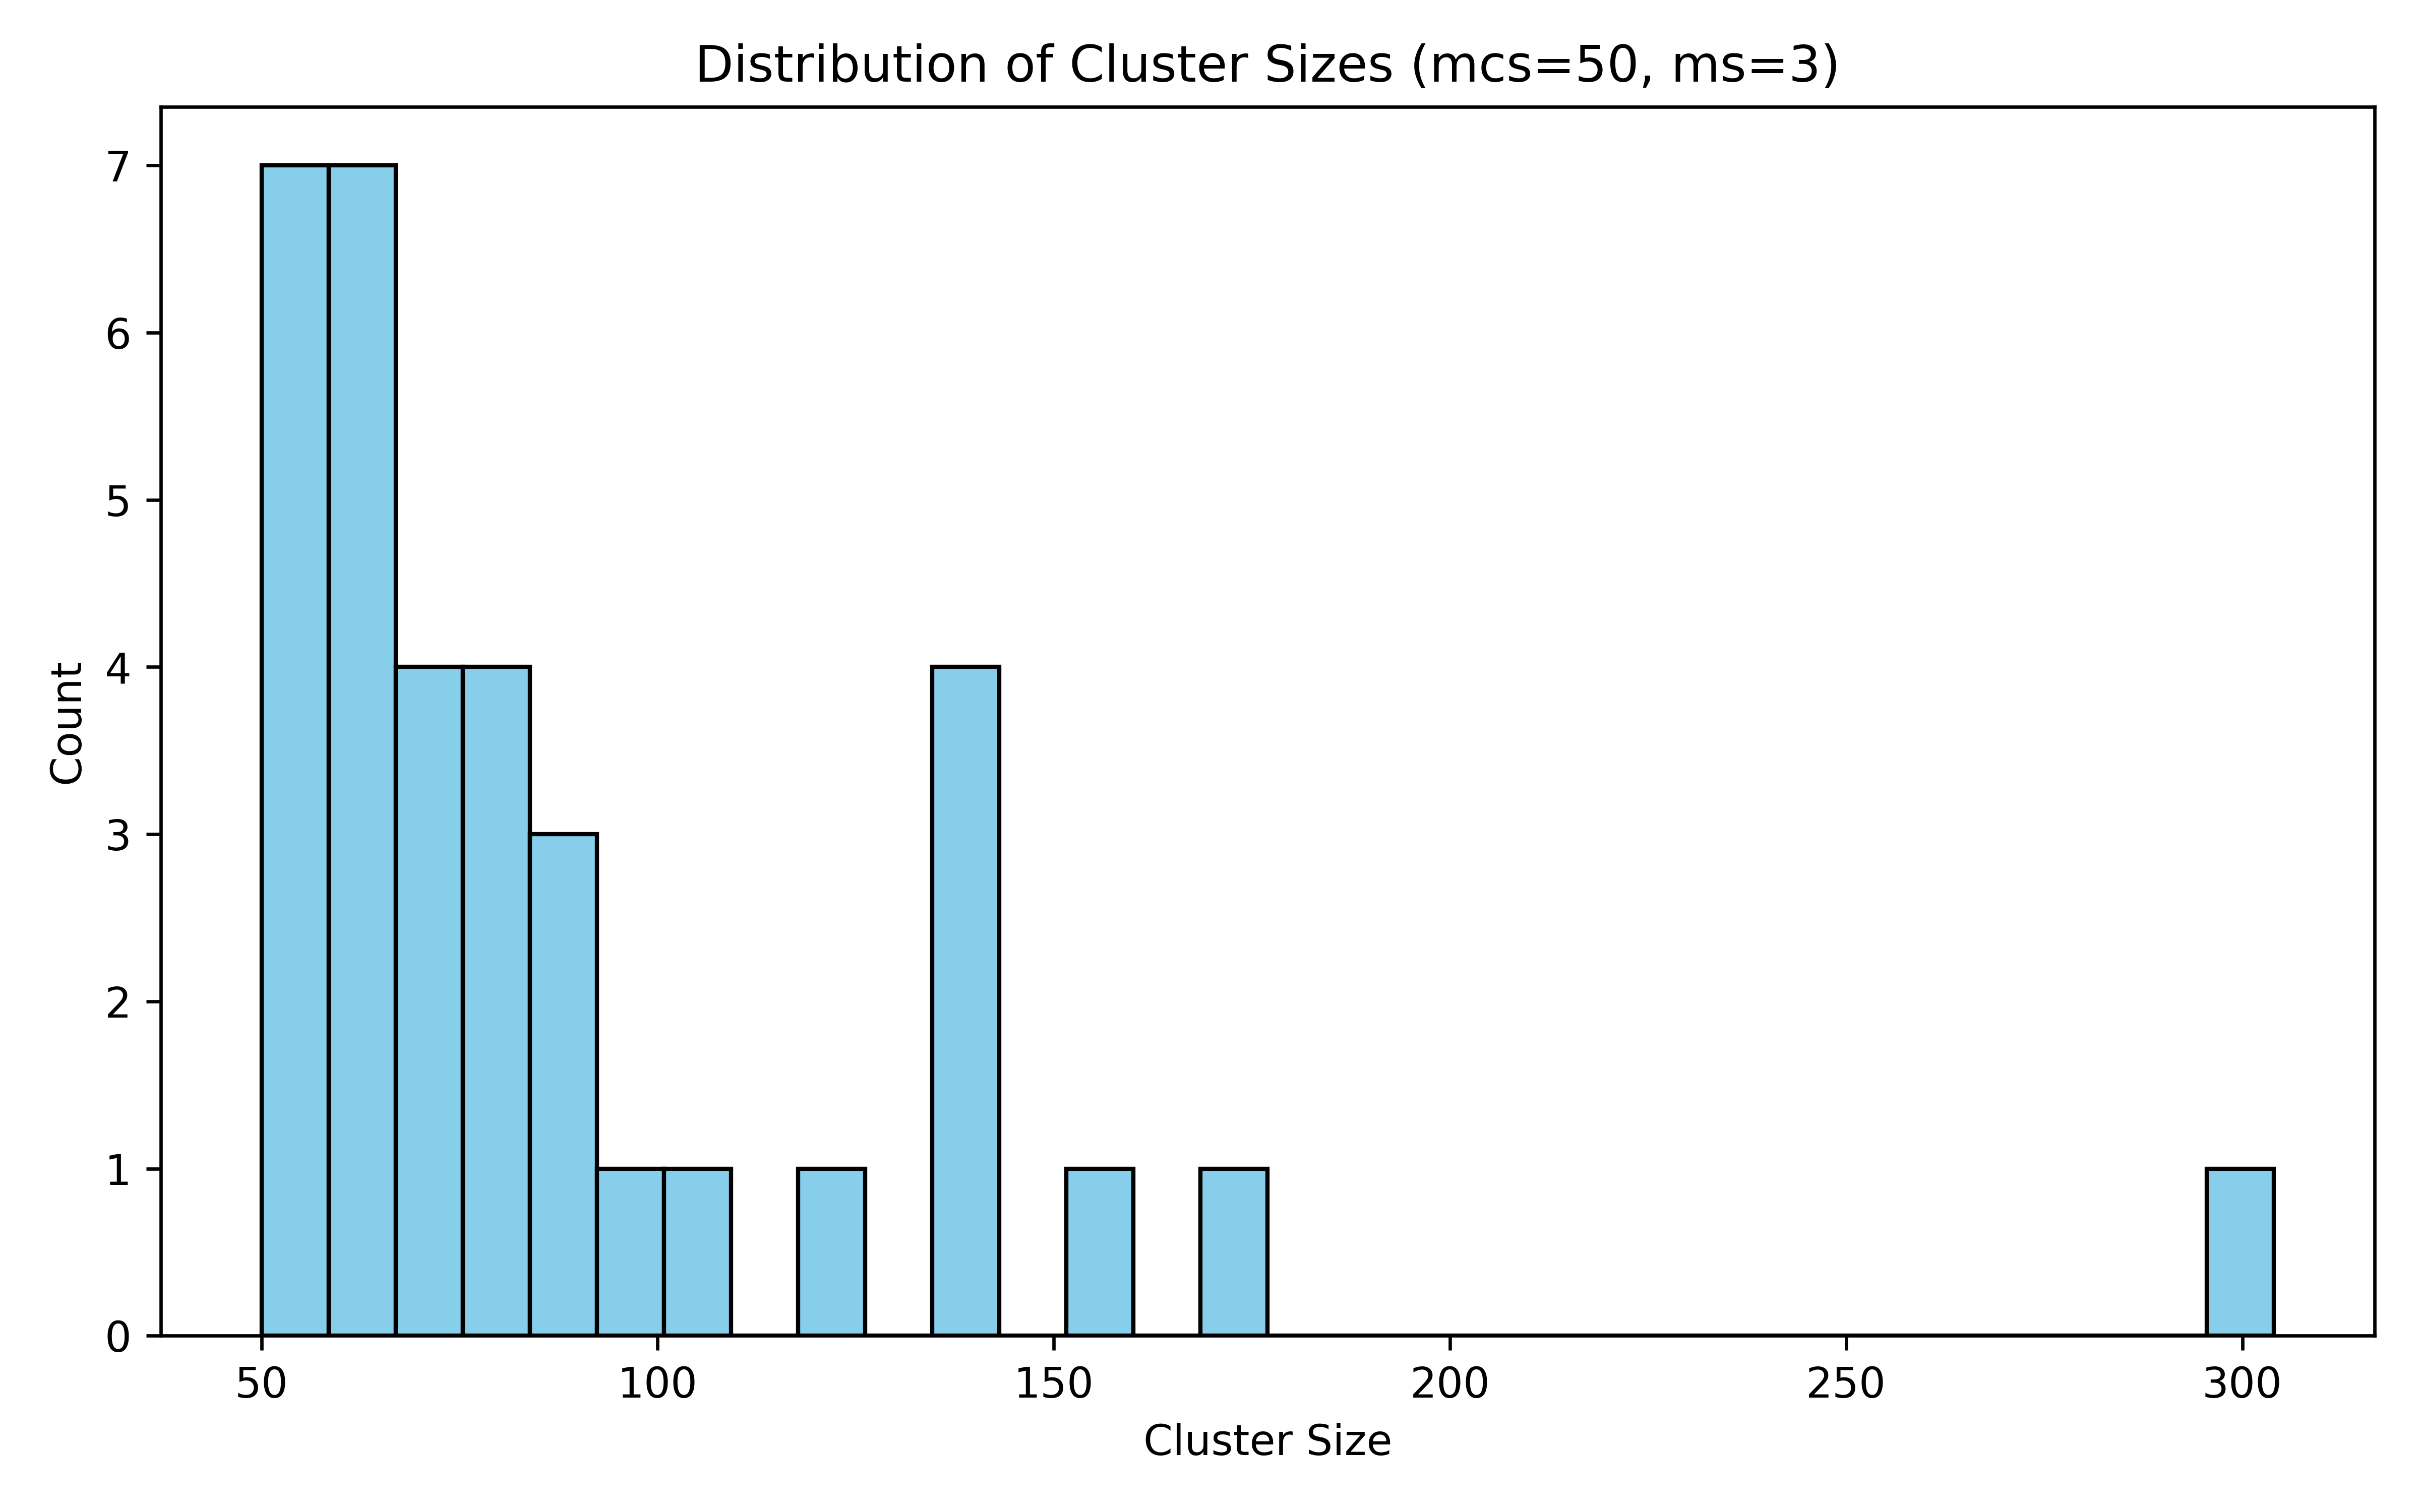 Distribution of Cluster Sizes (mcs=50, ms=3)
7
6
5
4
3
2
1
0
Count
50 100 150 200 250 300
Cluster Size